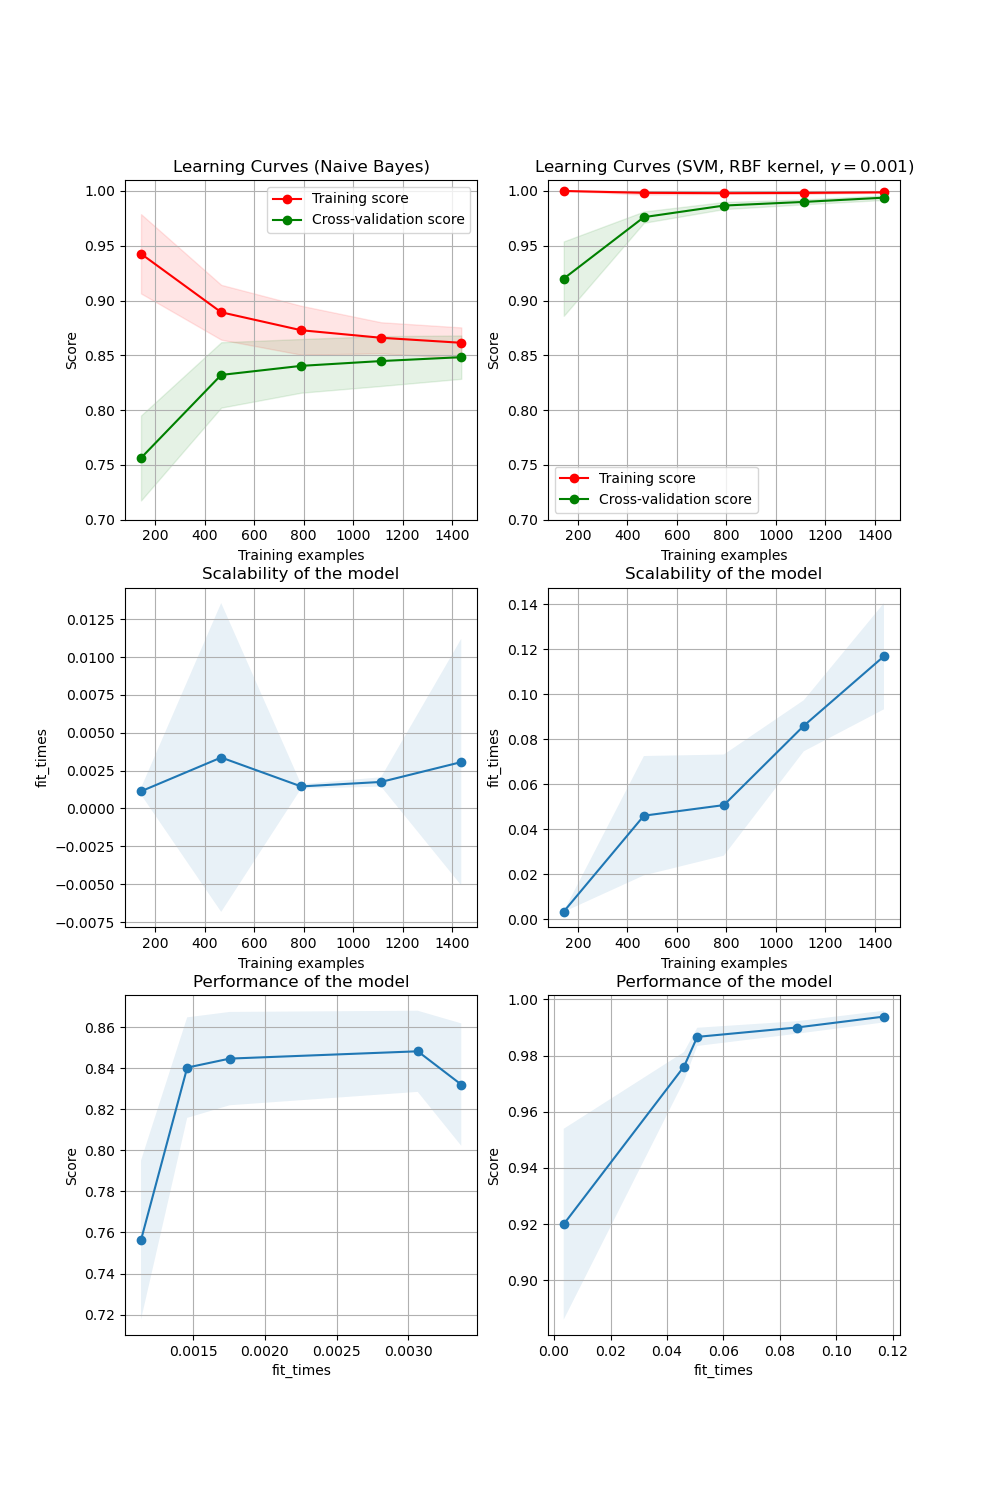 Learning Curves (Naive Bayes)
1.00
0.95
0.90
0.85
0.80
0.75
0.70
Score
Training score
Cross-validation score
200 400 600 800 1000 1200 1400
Training examples
Learning Curves (SVM, RBF kernel, γ = 0.001)
1.00
0.95
0.90
0.85
0.80
0.75
0.70
Score
Training score
Cross-validation score
200 400 600 800 1000 1200 1400
Training examples
Scalability of the model
0.0125
0.0100
0.0075
0.0050
0.0025
0.0000
−0.0025
−0.0050
−0.0075
fit_times
200 400 600 800 1000 1200 1400
Training examples
Scalability of the model
0.14
0.12
0.10
0.08
0.06
0.04
0.02
0.00
fit_times
200 400 600 800 1000 1200 1400
Training examples
Performance of the model
0.86
0.84
0.82
0.80
0.78
0.76
0.74
0.72
Score
0.0015 0.0020 0.0025 0.0030
fit_times
Performance of the model
1.00
0.98
0.96
0.94
0.92
0.90
Score
0.00 0.02 0.04 0.06 0.08 0.10 0.12
fit_times